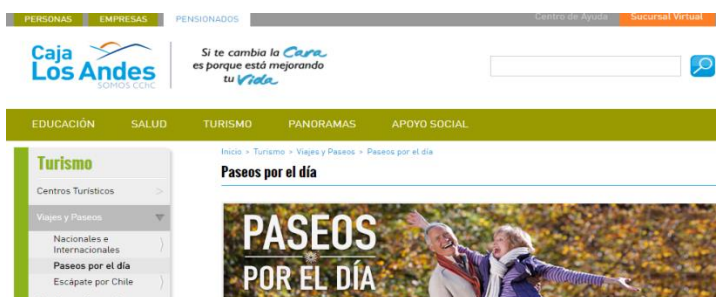 PERSONAS EMPRESAS PENSIONADOS Centro de Ayuda Sucursal Virtual
Caja
Los Andes
SOMOS CCHC
Si te cambia la Cara
es porque está mejorando
tu Vida
EDUCACIÓN SALUD TURISMO PANORAMAS APOYO SOCIAL
Inicio » Turismo » Viajes y Paseos » Paseos por el día
Paseos por el día
Turismo
Centros Turísticos >
Viajes y Paseos
Nacionales e
Internacionales
Paseos por el día
Escápate por Chile
PASEOS
POR EL DÍA